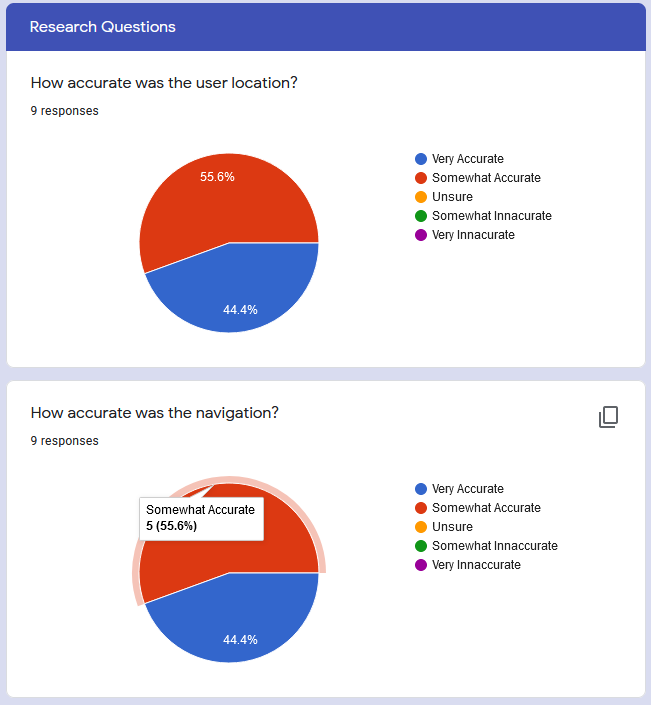 Research Questions
How accurate was the user location?
9 responses
55.6%
44.4%
Very Accurate
Somewhat Accurate
Unsure
Somewhat Innacurate
Very Innacurate
How accurate was the navigation?
9 responses
Somewhat Accurate
5 (55.6%)
44.4%
Very Accurate
Somewhat Accurate
Unsure
Somewhat Innaccurate
Very Innaccurate